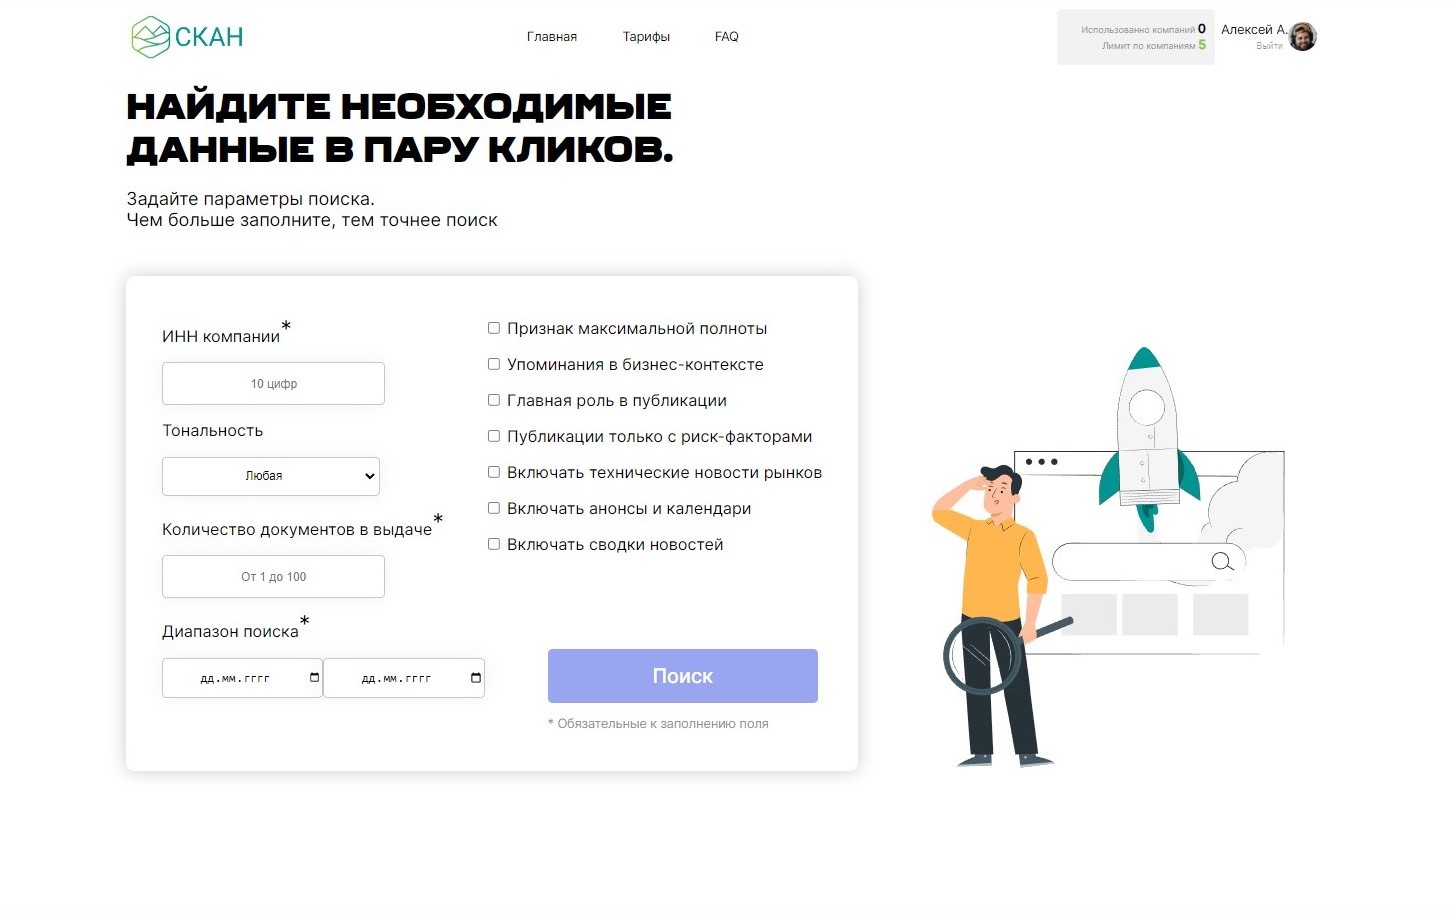 СКАН
Главная
Тарифы
FAQ
Использованно компаний 0
Лимит по компаниям 5
Алексей А.
Выйти
НАЙДИТЕ НЕОБХОДИМЫЕ
ДАННЫЕ В ПАРУ КЛИКОВ.
Задайте параметры поиска.
Чем больше заполните, тем точнее поиск
ИНН компании*
10 цифр
Тональность
Любая
Количество документов в выдаче*
От 1 до 100
Диапазон поиска*
дд.мм.гггг
дд.мм.гггг
Признак максимальной полноты
Упоминания в бизнес-контексте
Главная роль в публикации
Публикации только с риск-факторами
Включать технические новости рынков
Включать анонсы и календари
Включать сводки новостей
Поиск
* Обязательные к заполнению поля